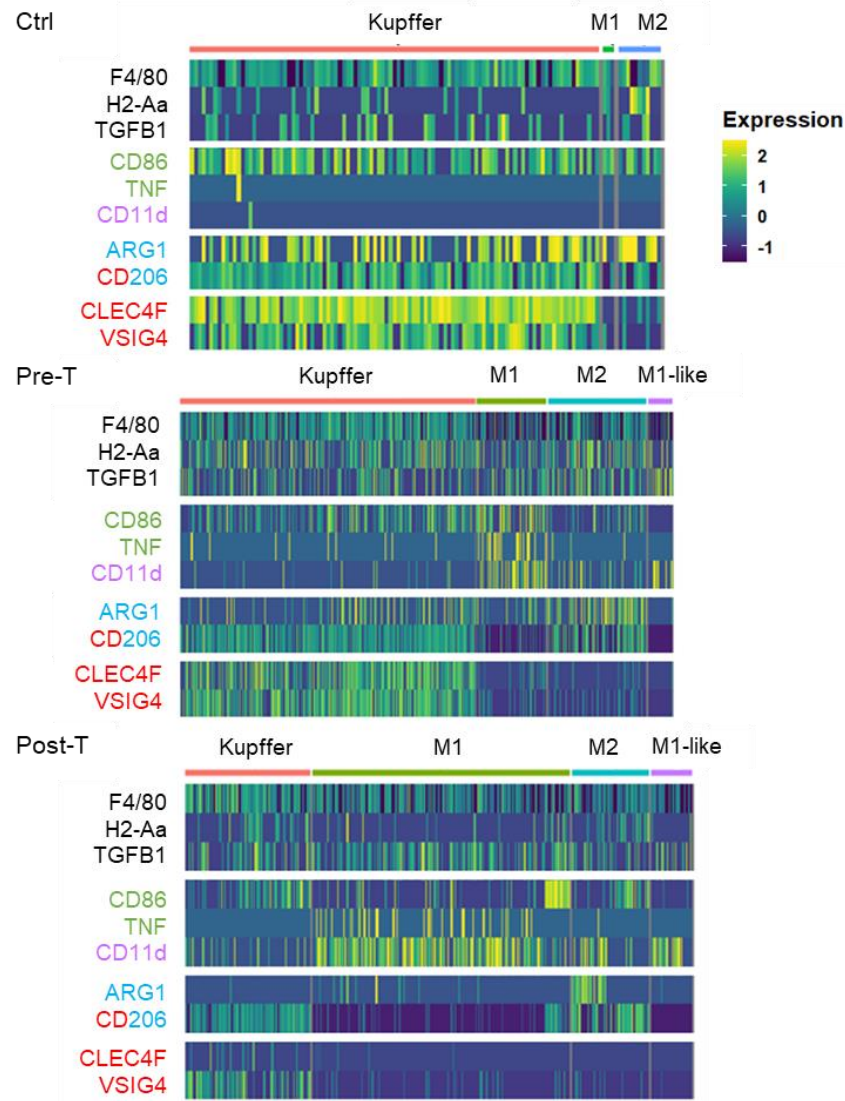 Ctrl Kupffer M1 M2
F4/80
H2-Aa
TGFB1
CD86
TNF
CD11d
ARG1
CD206
CLEC4F
VSIG4
Expression
2
1
0
-1
Pre-T Kupffer M1 M2 M1-like
F4/80
H2-Aa
TGFB1
CD86
TNF
CD11d
ARG1
CD206
CLEC4F
VSIG4
Post-T Kupffer M1 M2 M1-like
F4/80
H2-Aa
TGFB1
CD86
TNF
CD11d
ARG1
CD206
CLEC4F
VSIG4